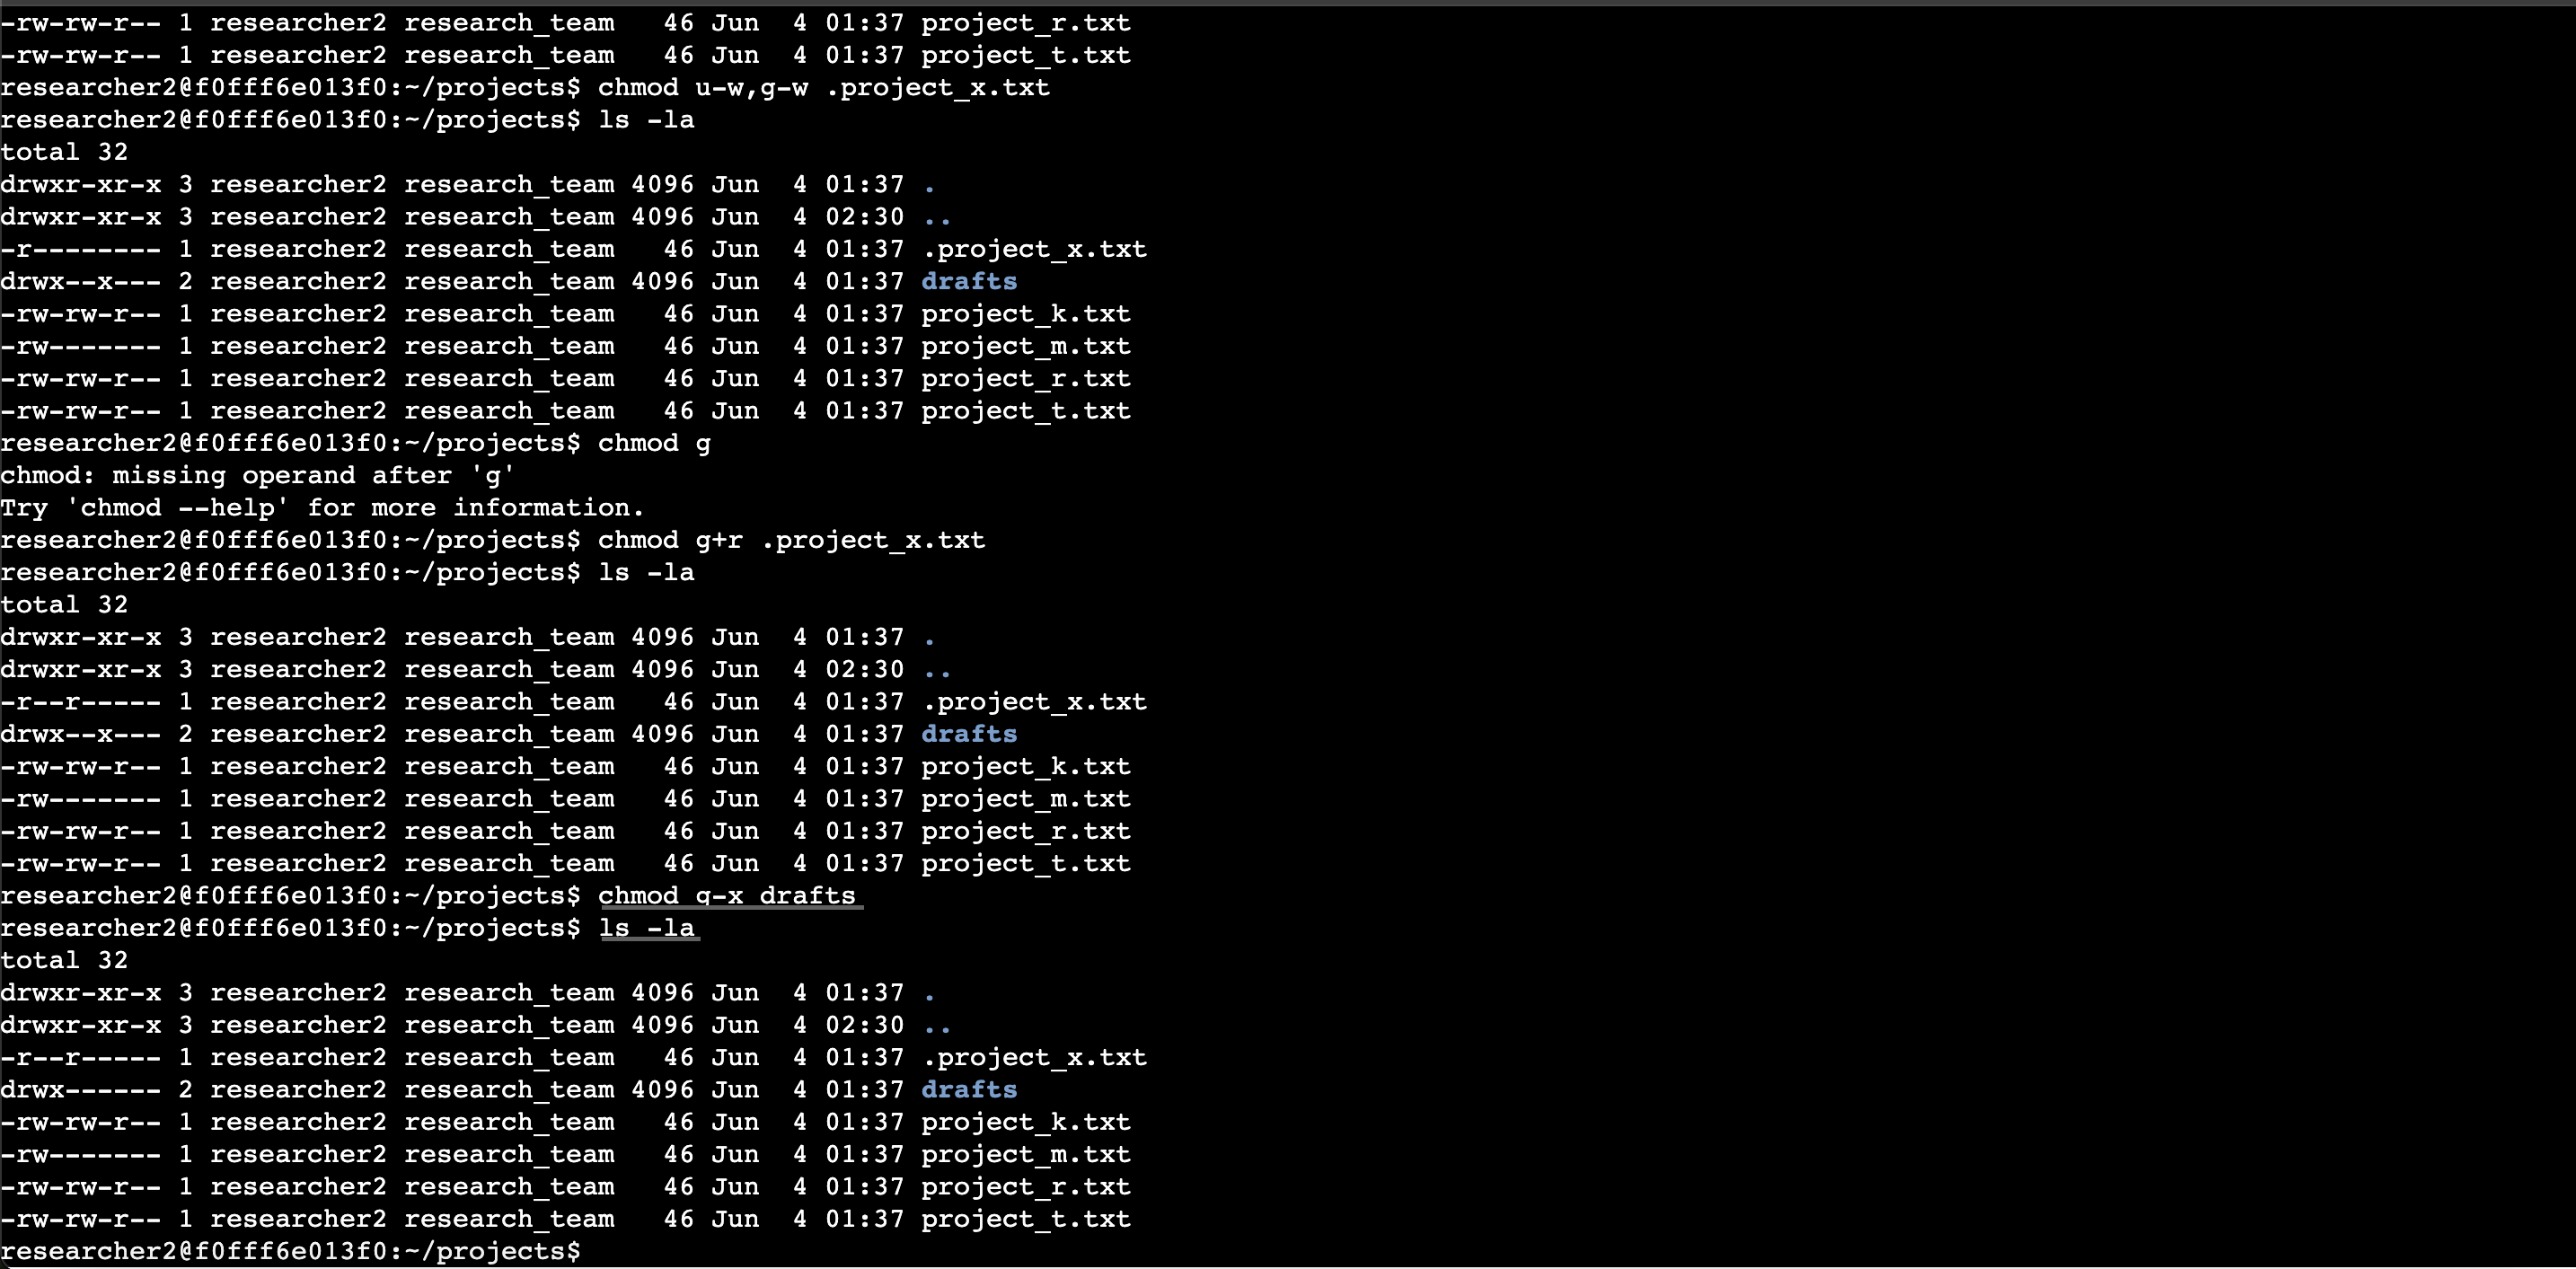 -rw-rw-r-- 1 researcher2 research_team   46 Jun  4 01:37 project_r.txt
-rw-rw-r-- 1 researcher2 research_team   46 Jun  4 01:37 project_t.txt
researcher2@f0fff6e013f0:~/projects$ chmod u-w,g-w .project_x.txt
researcher2@f0fff6e013f0:~/projects$ ls -la
total 32
drwxr-xr-x 3 researcher2 research_team 4096 Jun  4 01:37 .
drwxr-xr-x 3 researcher2 research_team 4096 Jun  4 02:30 ..
-r-------- 1 researcher2 research_team   46 Jun  4 01:37 .project_x.txt
drwx--x--- 2 researcher2 research_team 4096 Jun  4 01:37 drafts
-rw-rw-r-- 1 researcher2 research_team   46 Jun  4 01:37 project_k.txt
-rw------- 1 researcher2 research_team   46 Jun  4 01:37 project_m.txt
-rw-rw-r-- 1 researcher2 research_team   46 Jun  4 01:37 project_r.txt
-rw-rw-r-- 1 researcher2 research_team   46 Jun  4 01:37 project_t.txt
researcher2@f0fff6e013f0:~/projects$ chmod g
chmod: missing operand after 'g'
Try 'chmod --help' for more information.
researcher2@f0fff6e013f0:~/projects$ chmod g+r .project_x.txt
researcher2@f0fff6e013f0:~/projects$ ls -la
total 32
drwxr-xr-x 3 researcher2 research_team 4096 Jun  4 01:37 .
drwxr-xr-x 3 researcher2 research_team 4096 Jun  4 02:30 ..
-r--r----- 1 researcher2 research_team   46 Jun  4 01:37 .project_x.txt
drwx--x--- 2 researcher2 research_team 4096 Jun  4 01:37 drafts
-rw-rw-r-- 1 researcher2 research_team   46 Jun  4 01:37 project_k.txt
-rw------- 1 researcher2 research_team   46 Jun  4 01:37 project_m.txt
-rw-rw-r-- 1 researcher2 research_team   46 Jun  4 01:37 project_r.txt
-rw-rw-r-- 1 researcher2 research_team   46 Jun  4 01:37 project_t.txt
researcher2@f0fff6e013f0:~/projects$ chmod g-x drafts
researcher2@f0fff6e013f0:~/projects$ ls -la
total 32
drwxr-xr-x 3 researcher2 research_team 4096 Jun  4 01:37 .
drwxr-xr-x 3 researcher2 research_team 4096 Jun  4 02:30 ..
-r--r----- 1 researcher2 research_team   46 Jun  4 01:37 .project_x.txt
drwx------ 2 researcher2 research_team 4096 Jun  4 01:37 drafts
-rw-rw-r-- 1 researcher2 research_team   46 Jun  4 01:37 project_k.txt
-rw------- 1 researcher2 research_team   46 Jun  4 01:37 project_m.txt
-rw-rw-r-- 1 researcher2 research_team   46 Jun  4 01:37 project_r.txt
-rw-rw-r-- 1 researcher2 research_team   46 Jun  4 01:37 project_t.txt
researcher2@f0fff6e013f0:~/projects$